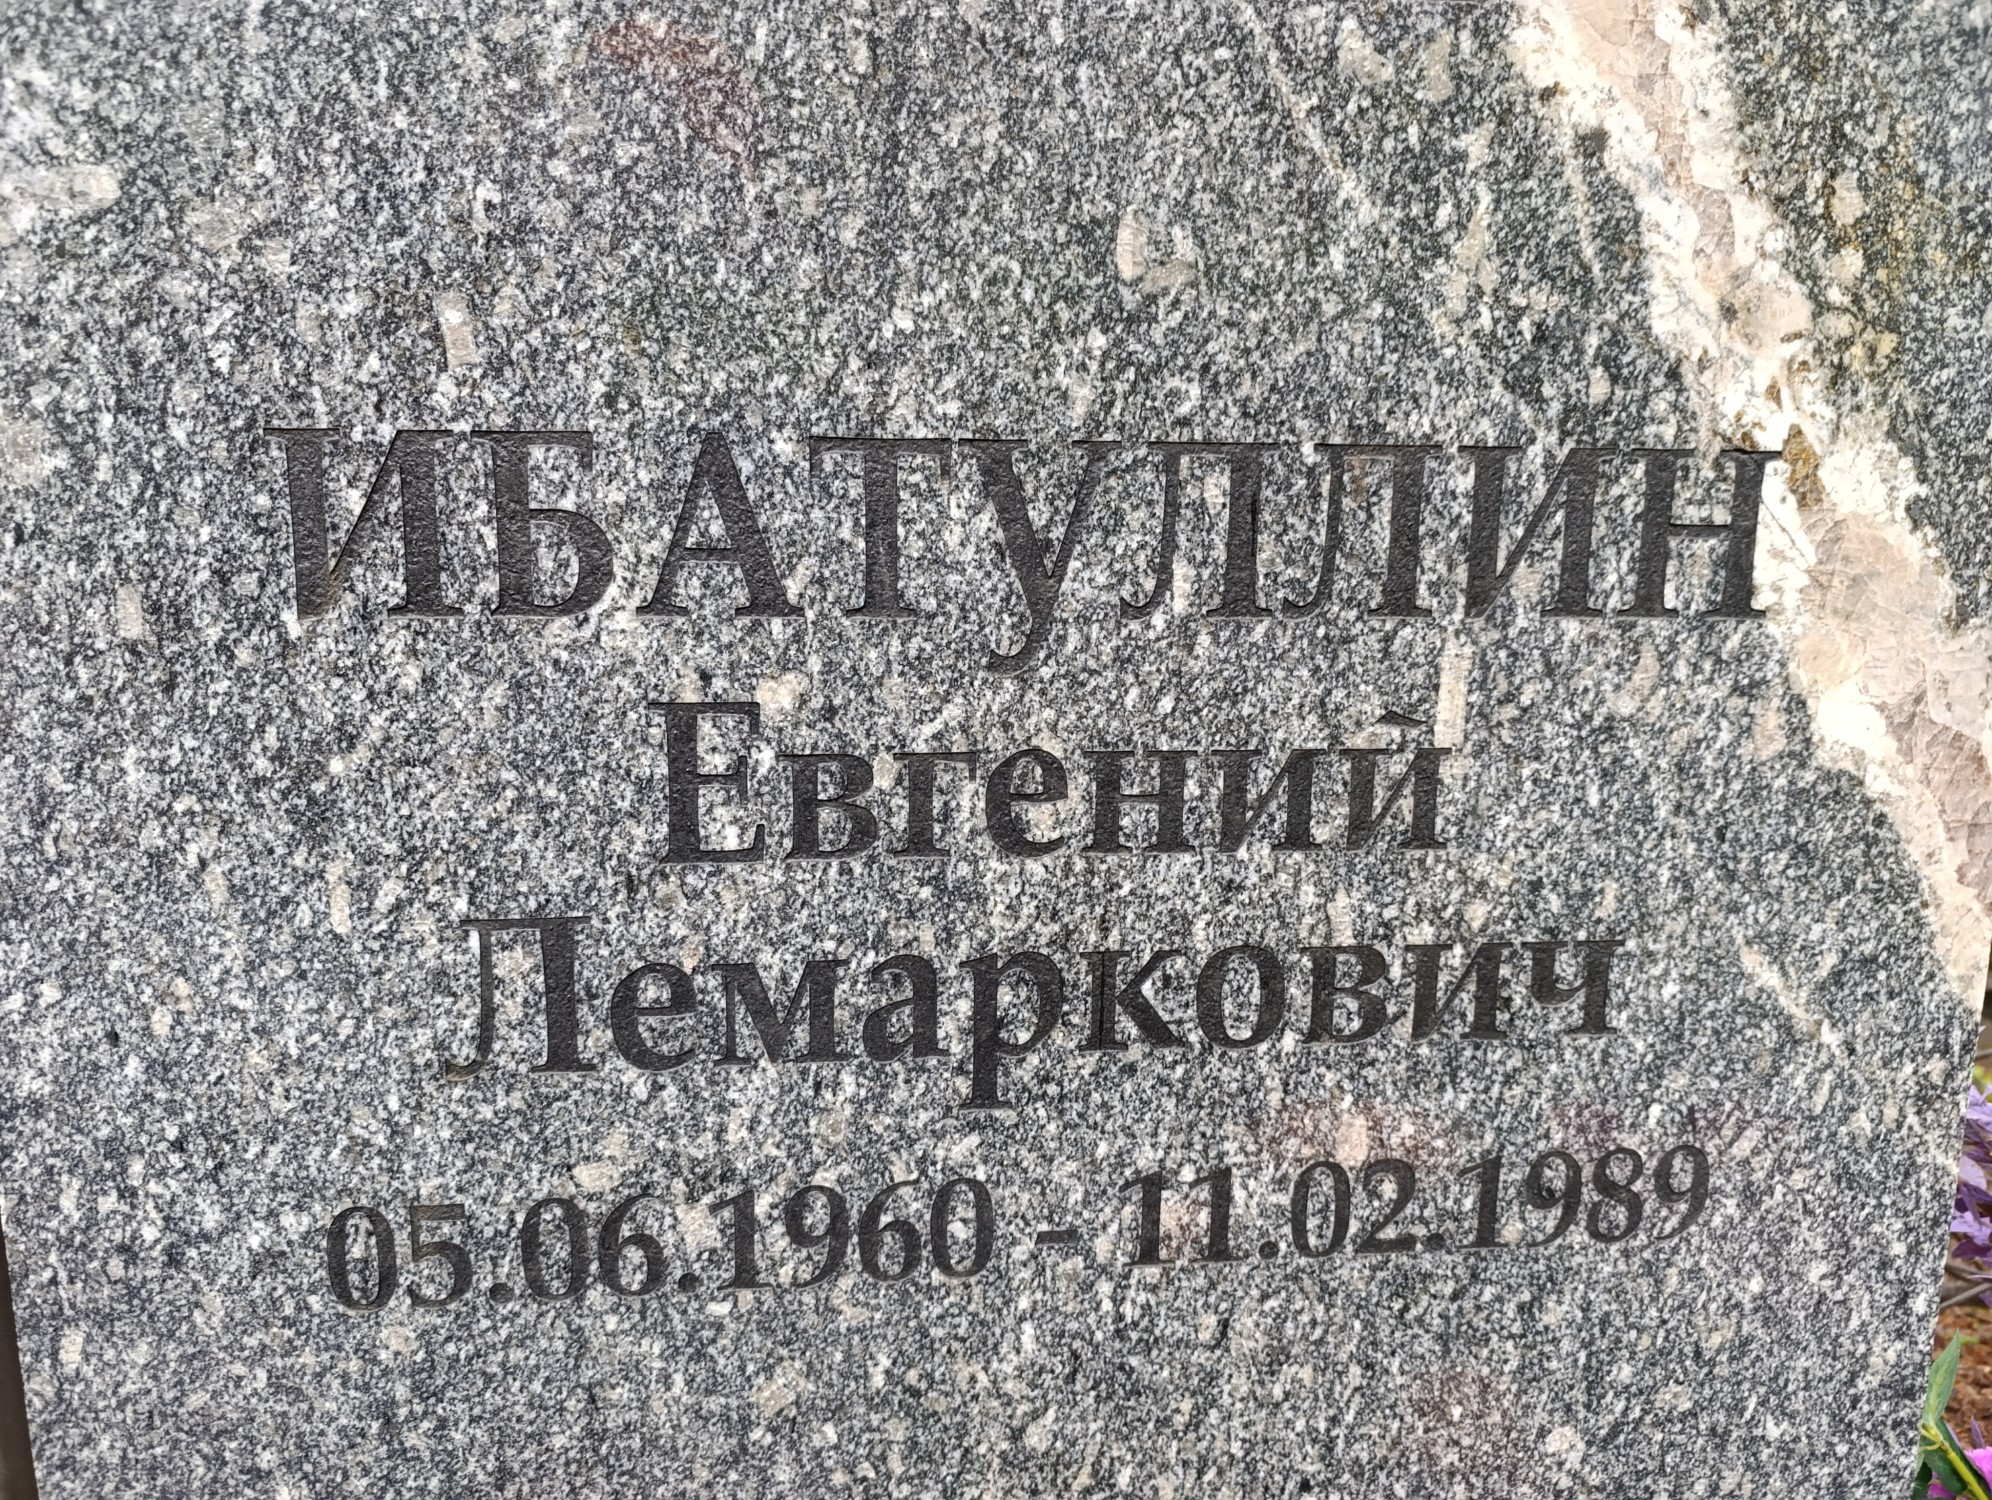 ИБАТУЛЛИН
Евгений
Лемаркович
05.06.1960 - 11.02.1989